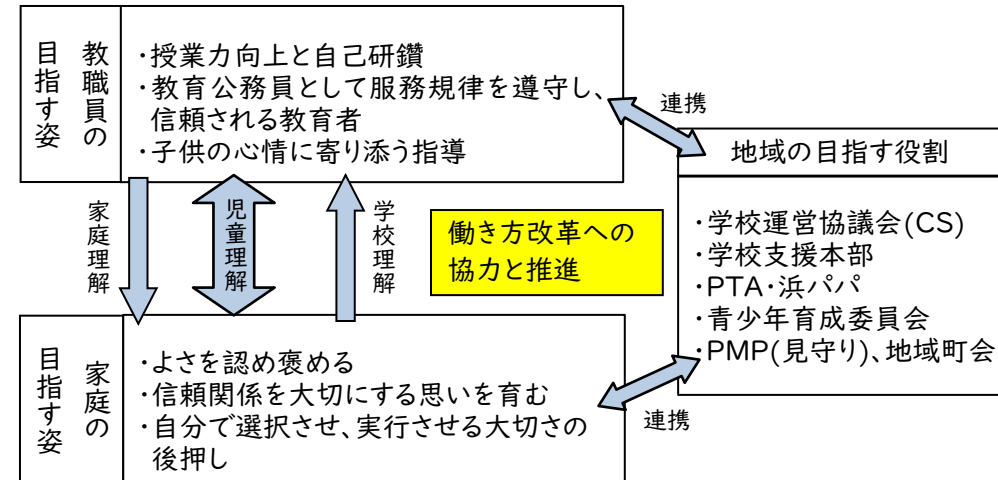 教職員の
目指す姿
・授業力向上と自己研鑽
・教育公務員として服務規律を遵守し、
信頼される教育者
・子供の心情に寄り添う指導
連携
地域の目指す役割
・学校運営協議会(CS)
・学校支援本部
・PTA・浜パパ
・青少年育成委員会
・PMP(見守り)、地域町会
家庭理解
児童理解
学校理解
働き方改革への
協力と推進
家庭の
目指す姿
・よさを認め褒める
・信頼関係を大切にする思いを育む
・自分で選択させ、実行させる大切さの
後押し
連携